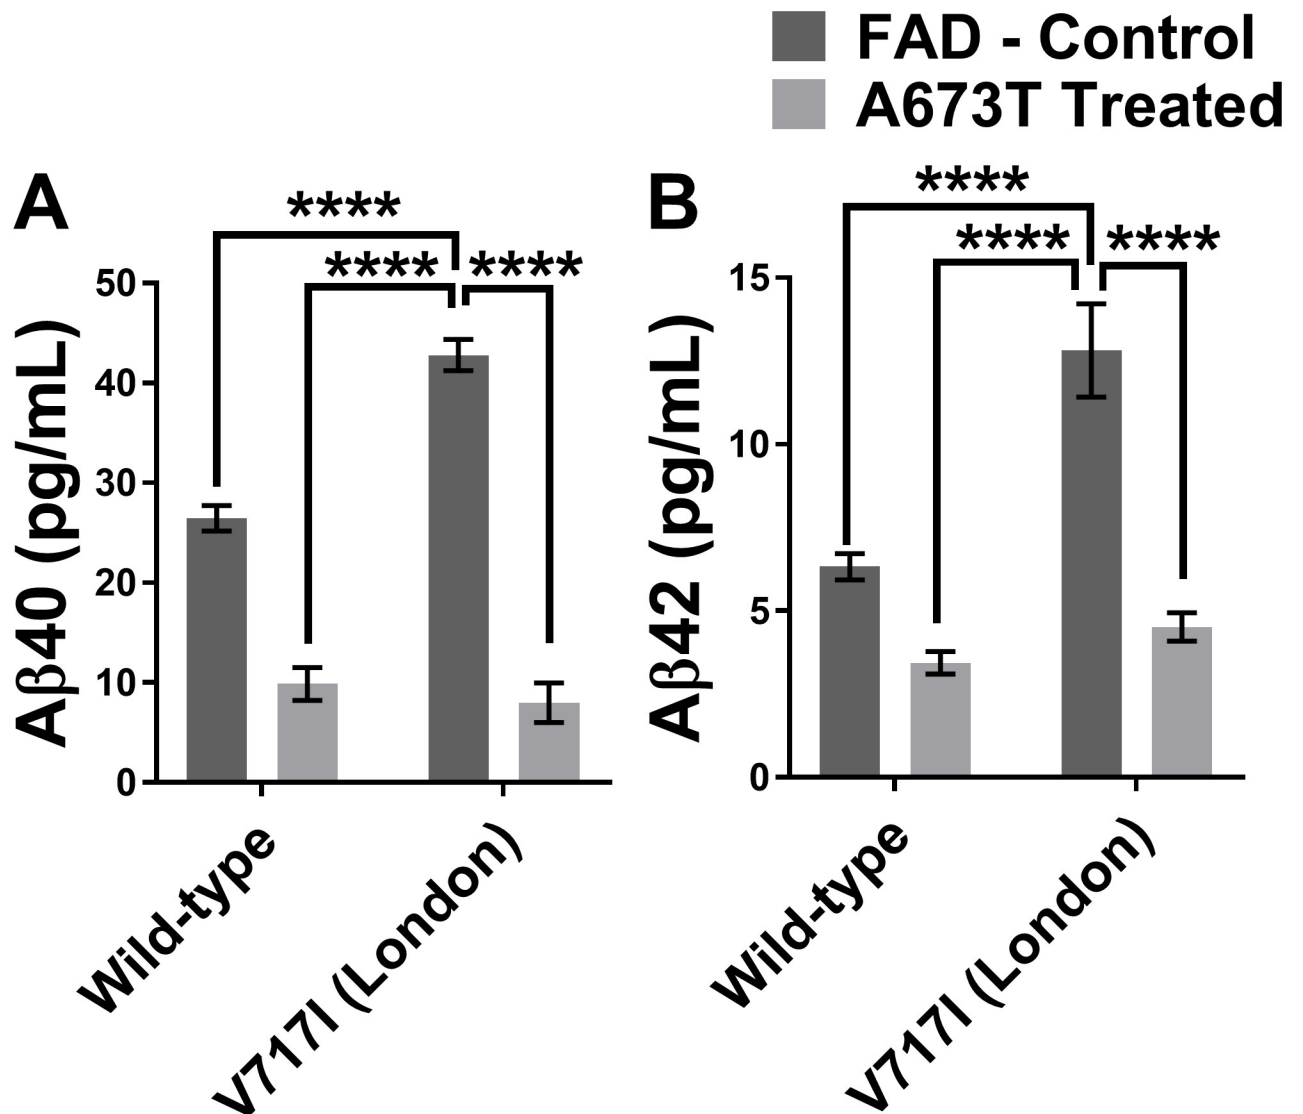 FAD - Control
A673T Treated
A
****
****
****
50
40
30
20
10
0
Aβ40 (pg/mL)
Wild-type
V717I (London)
B
****
****
****
15
10
5
0
Aβ42 (pg/mL)
Wild-type
V717I (London)